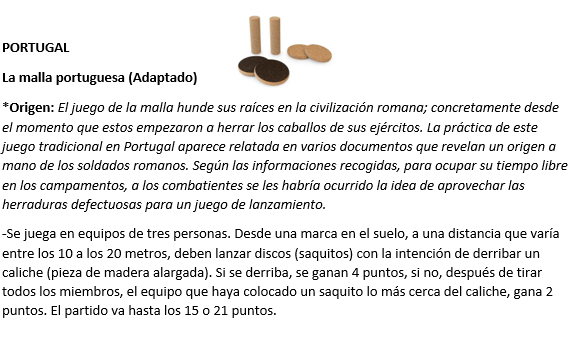 PORTUGAL
La malla portuguesa (Adaptado)
*Origen: El juego de la malla hunde sus raíces en la civilización romana; concretamente desde
el momento que estos empezaron a herrar los caballos de sus ejércitos. La práctica de este
juego tradicional en Portugal aparece relatada en varios documentos que revelan un origen a
mano de los soldados romanos. Según las informaciones recogidas, para ocupar su tiempo libre
en los campamentos, a los combatientes se les habría ocurrido la idea de aprovechar las
herraduras defectuosas para un juego de lanzamiento.
-Se juega en equipos de tres personas. Desde una marca en el suelo, a una distancia que varía
entre los 10 a los 20 metros, deben lanzar discos (saquitos) con la intención de derribar un
caliche (pieza de madera alargada). Si se derriba, se ganan 4 puntos, si no, después de tirar
todos los miembros, el equipo que haya colocado un saquito lo más cerca del caliche, gana 2
puntos. El partido va hasta los 15 o 21 puntos.